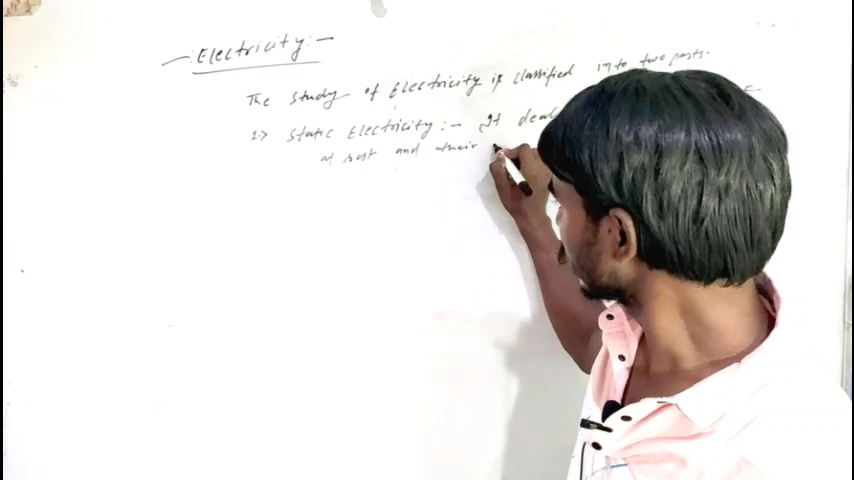 Electricity:-
The study of Electricity is classified into two parts.
1.> Static Electricity:- It deal
at rest and their